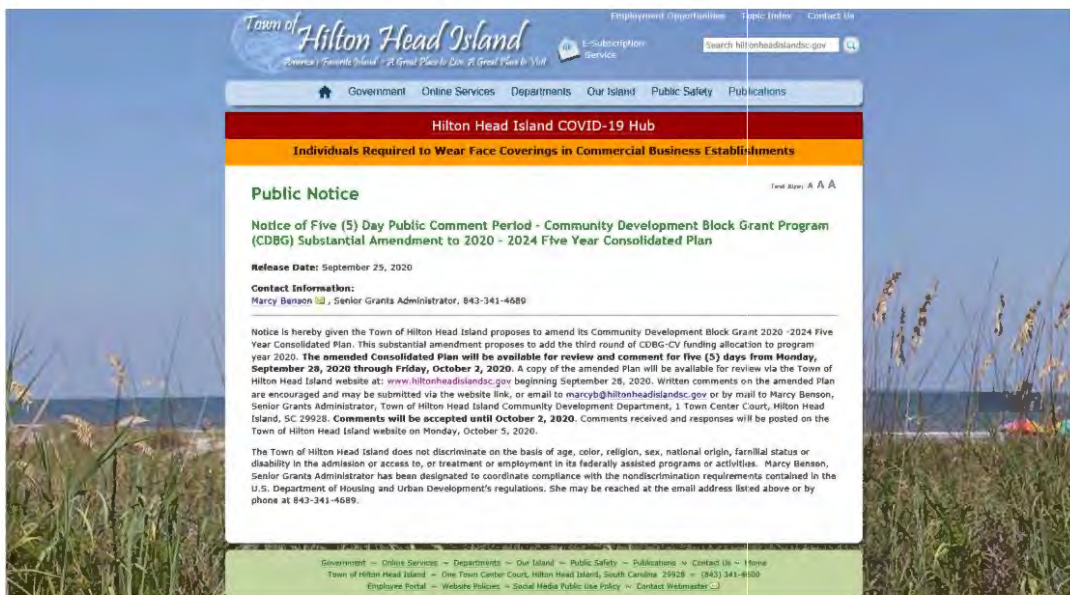 Employment Opportunities Topic Index Contact Us
Town of
Hilton Head Island
America's Favorite Island ~ A Great Place to Live, A Great Place to Visit
E-Subscription
Service
Search hiltonheadislandsc.gov
Government Online Services Departments Our Island Public Safety Publications
Hilton Head Island COVID-19 Hub
Individuals Required to Wear Face Coverings in Commercial Business Establishments
Text Size: A A A
Public Notice
Notice of Five (5) Day Public Comment Period - Community Development Block Grant Program
(CDBG) Substantial Amendment to 2020 - 2024 Five Year Consolidated Plan
Release Date: September 25, 2020
Contact Information:
Marcy Benson , Senior Grants Administrator, 843-341-4689
Notice is hereby given the Town of Hilton Head Island proposes to amend its Community Development Block Grant 2020 -2024 Five
Year Consolidated Plan. This substantial amendment proposes to add the third round of CDBG-CV funding allocation to program
year 2020. The amended Consolidated Plan will be available for review and comment for five (5) days from Monday,
September 28, 2020 through Friday, October 2, 2020. A copy of the amended Plan will be available for review via the Town of
Hilton Head Island website at: www.hiltonheadislandsc.gov beginning September 28, 2020. Written comments on the amended Plan
are encouraged and may be submitted via the website link, or email to marcyb@hiltonheadislandsc.gov or by mail to Marcy Benson,
Senior Grants Administrator, Town of Hilton Head Island Community Development Department, 1 Town Center Court, Hilton Head
Island, SC 29928. Comments will be accepted until October 2, 2020. Comments received and responses will be posted on the
Town of Hilton Head Island website on Monday, October 5, 2020.
The Town of Hilton Head Island does not discriminate on the basis of age, color, religion, sex, national origin, familial status or
disability in the admission or access to, or treatment or employment in its federally assisted programs or activities. Marcy Benson,
Senior Grants Administrator has been designated to coordinate compliance with the nondiscrimination requirements contained in the
U.S. Department of Housing and Urban Development's regulations. She may be reached at the email address listed above or by
phone at 843-341-4689.
Government ~ Online Services ~ Departments ~ Our Island ~ Public Safety ~ Publications ~ Contact Us ~ Home
Town of Hilton Head Island ~ One Town Center Court, Hilton Head Island, South Carolina 29928 ~ (843) 341-4600
Employee Portal ~ Website Policies ~ Social Media Public Use Policy ~ Contact Webmaster